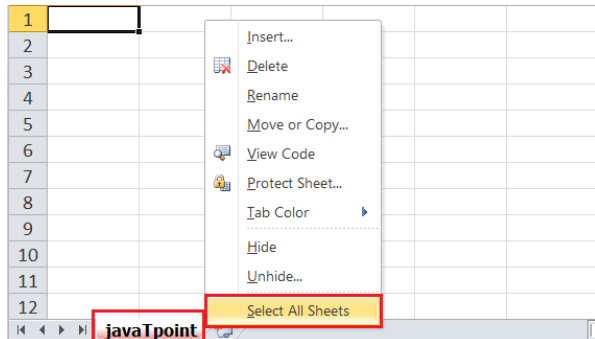 1
Insert...
2
Delete
3
Rename
4
Move or Copy...
5
View Code
6
Protect Sheet...
7
Tab Color
8
9
Hide
10
Unhide...
11
12
Select All Sheets
javaTpoint